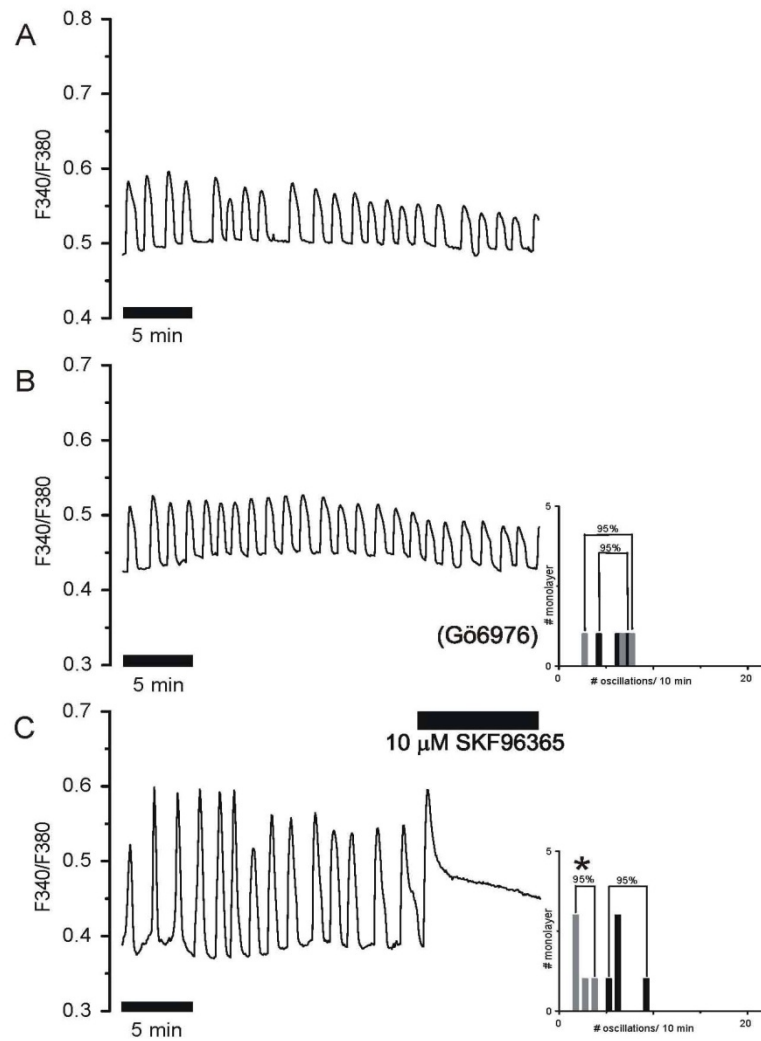 A
0.8
0.7
0.6
0.5
0.4
F340/F380
5 min
B
0.7
0.6
0.5
0.4
0.3
F340/F380
5 min
(Gö6976)
5
0
# monolayer
95%
95%
0
20
# oscillations/ 10 min
C
0.7
0.6
0.5
0.4
0.3
F340/F380
5 min
10 μM SKF96365
5
0
# monolayer
*
95%
95%
0
20
# oscillations/ 10 min